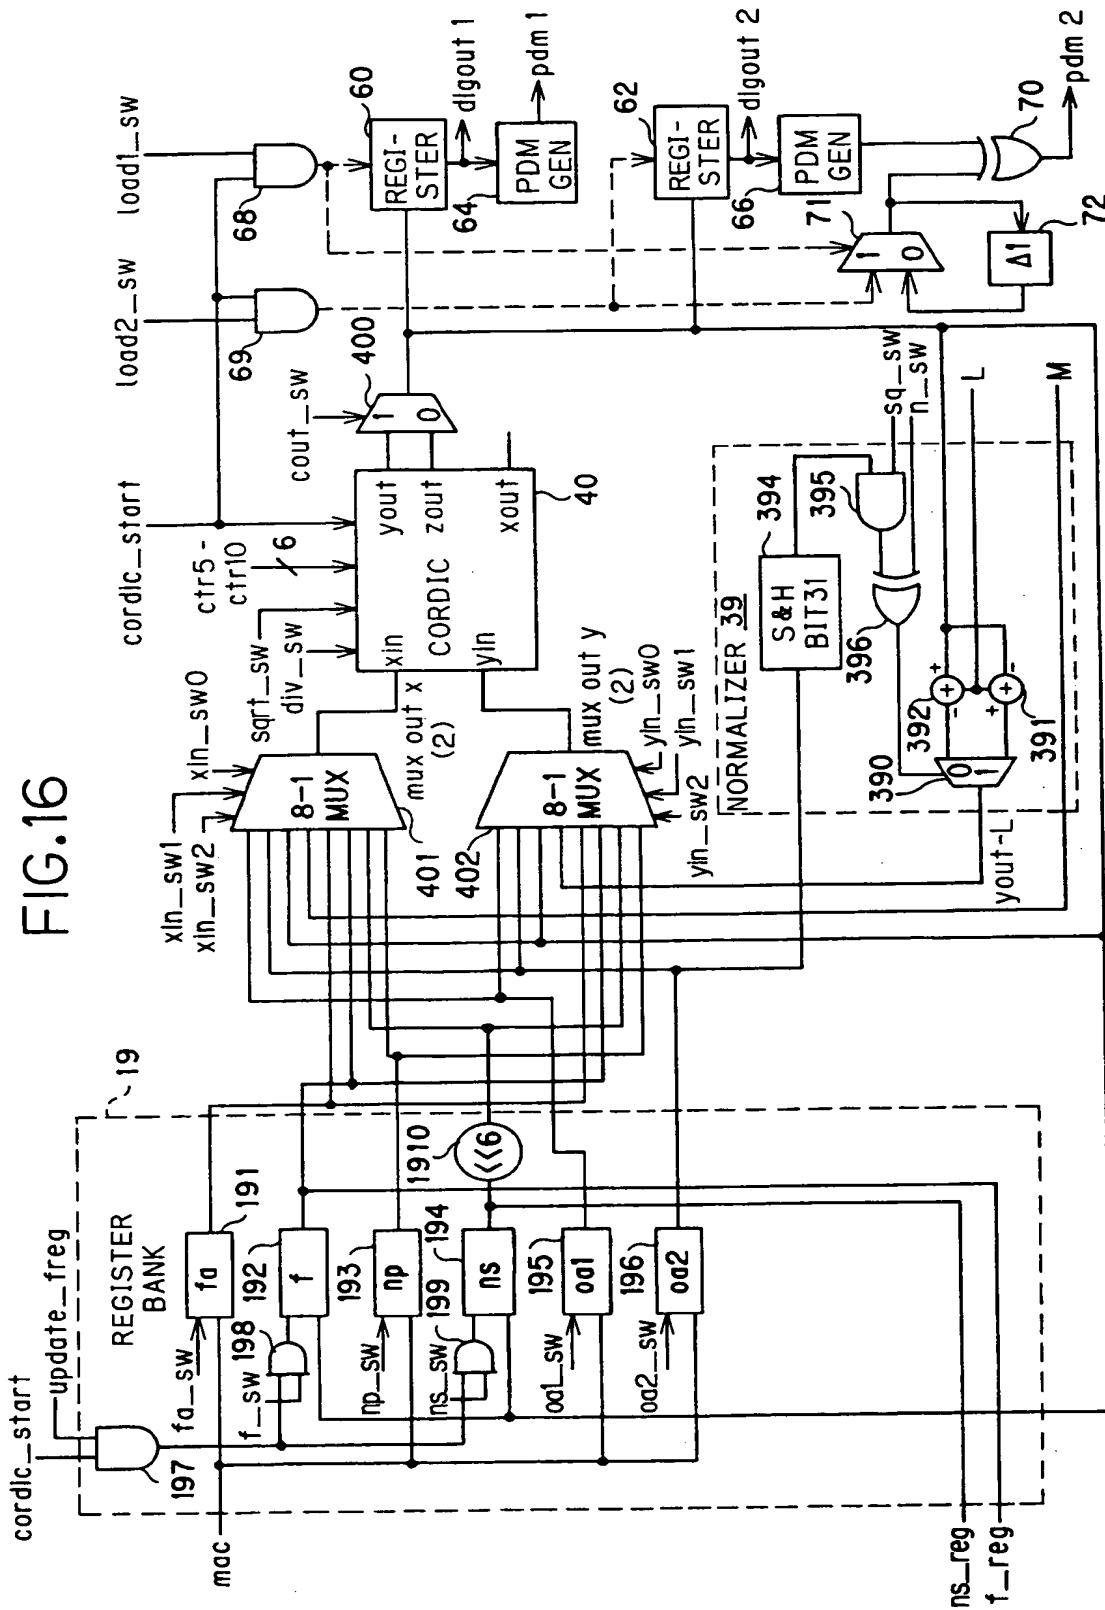 FIG.16
cordic_start
update_freq
REGISTER
BANK
19
197
mac
fa_sw
fa
191
f_sw
198
f
192
np_sw
np
193
ns_sw
199
ns
194
<<6
1910
oa1_sw
oa1
195
oa2_sw
oa2
196
ns_reg
f_reg
xin_sw1
xin_sw2
xin_sw0
8-1
MUX
401
mux out x
(2)
8-1
MUX
402
mux out y
(2)
yin_sw0
yin_sw1
yin_sw2
sqrt_sw
div_sw
ctr5-
ctr10
6
cordic_start
xin
CORDIC
yin
yout
zout
xout
40
cout_sw
1
0
400
load2_sw
load1_sw
69
68
REGI-
STER
60
digout 1
PDM
GEN
64
pdm 1
REGI-
STER
62
digout 2
PDM
GEN
66
71
1
0
Δ1
72
70
pdm 2
NORMALIZER 39
S&H
BIT31
394
395
396
sq_sw
n_sw
L
M
392
+
+
-
391
+
+
-
390
0
1
yout-L